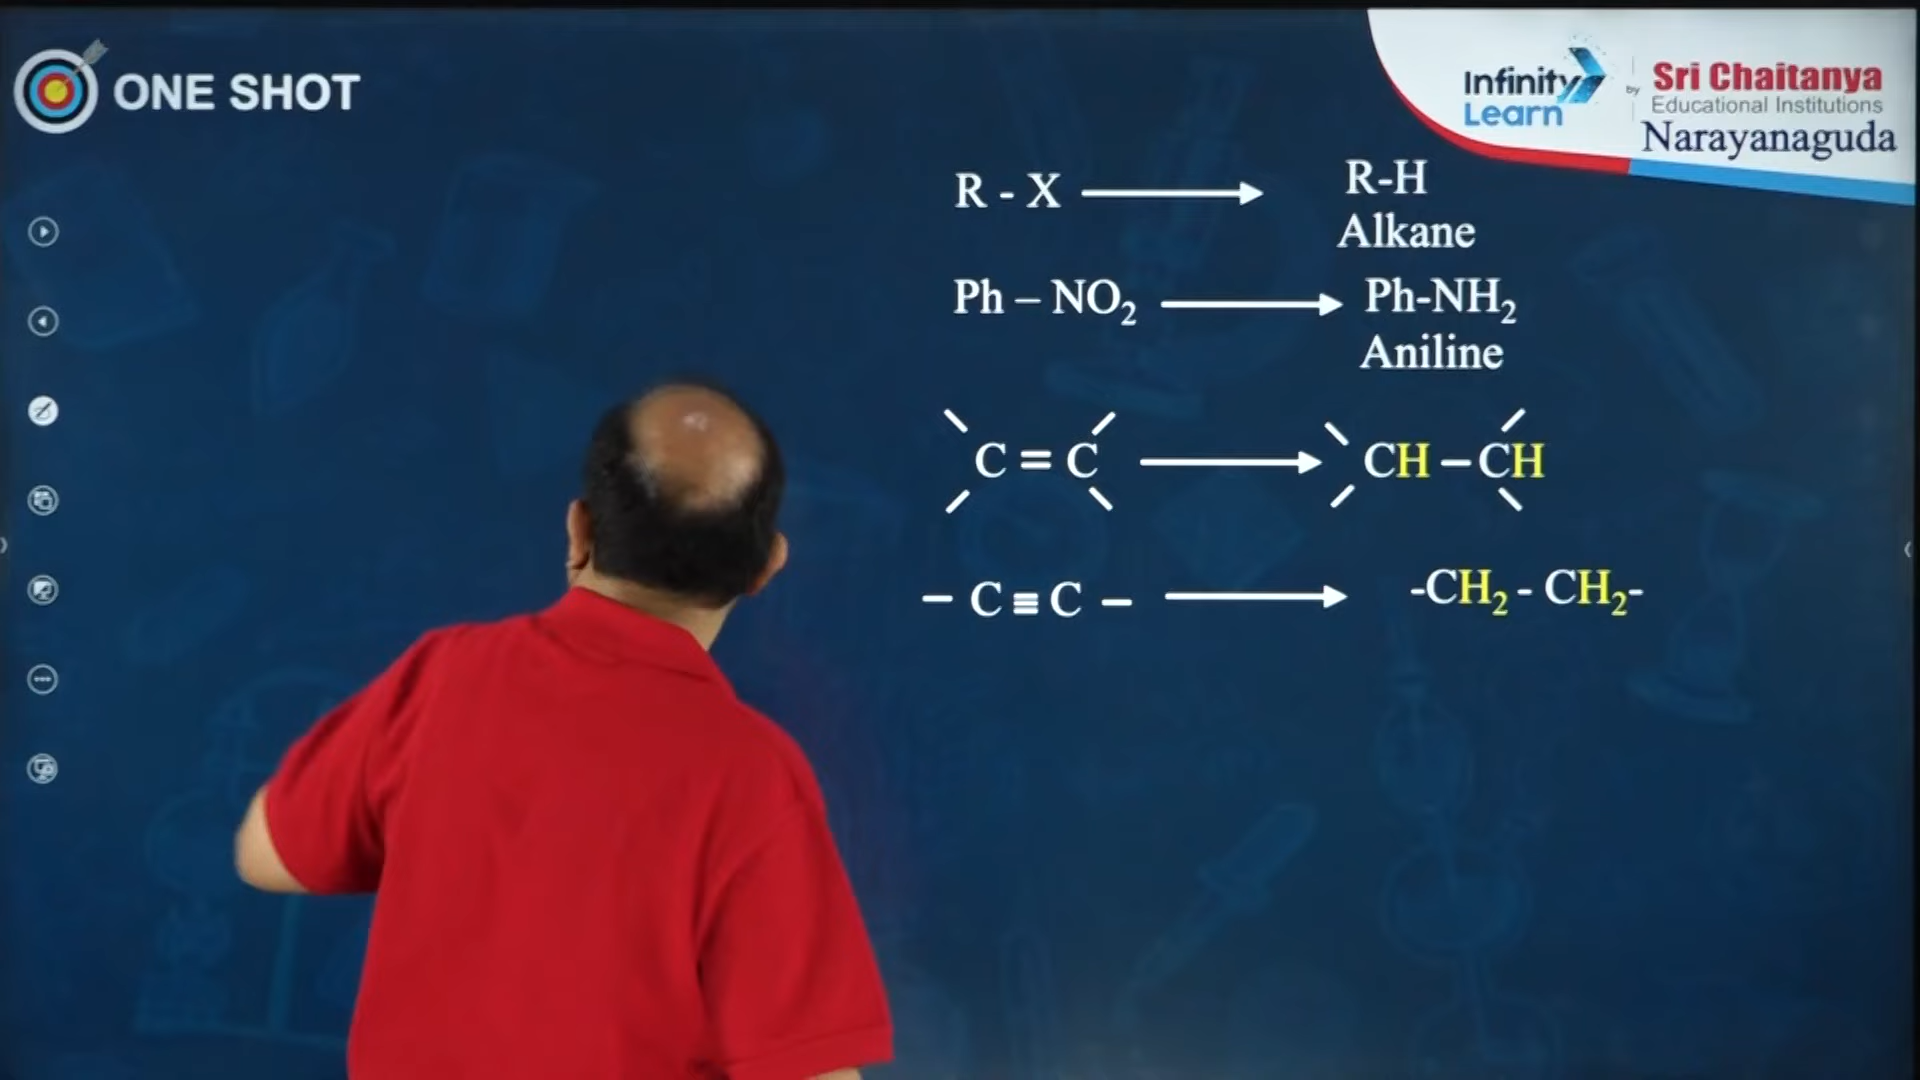 ONE SHOT
Infinity Learn by Sri Chaitanya
Educational Institutions
Narayanaguda
R - X ⟶ R-H
Alkane
Ph – NO₂ ⟶ Ph-NH₂
Aniline
C = C ⟶ CH – CH
– C ≡ C – ⟶ -CH₂ - CH₂-